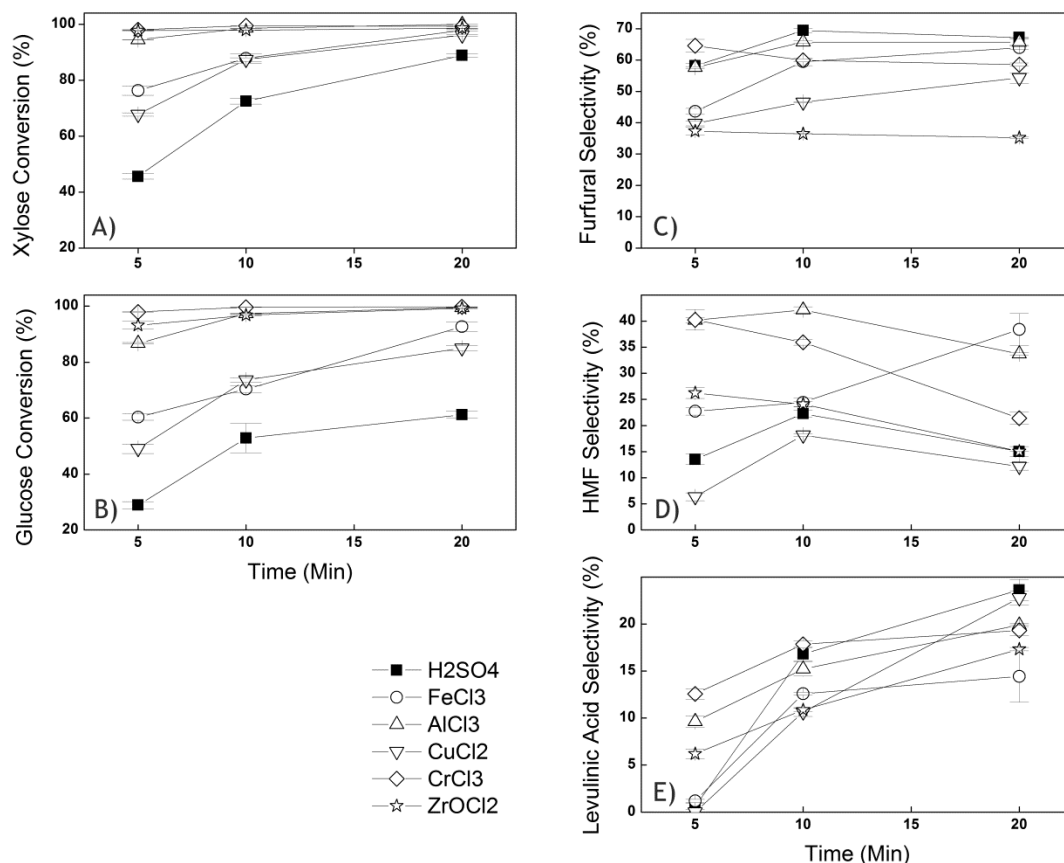 Xylose Conversion (%)
100
80
60
40
20
A)
5
10
15
20
Glucose Conversion (%)
100
80
60
40
20
B)
5
10
15
20
Time (Min)
H2SO4
FeCl3
AlCl3
CuCl2
CrCl3
ZrOCl2
Furfural Selectivity (%)
70
60
50
40
30
20
10
0
C)
5
10
15
20
HMF Selectivity (%)
40
35
30
25
20
15
10
5
0
D)
5
10
15
20
Levulinic Acid Selectivity (%)
20
15
10
5
0
E)
5
10
15
20
Time (Min)